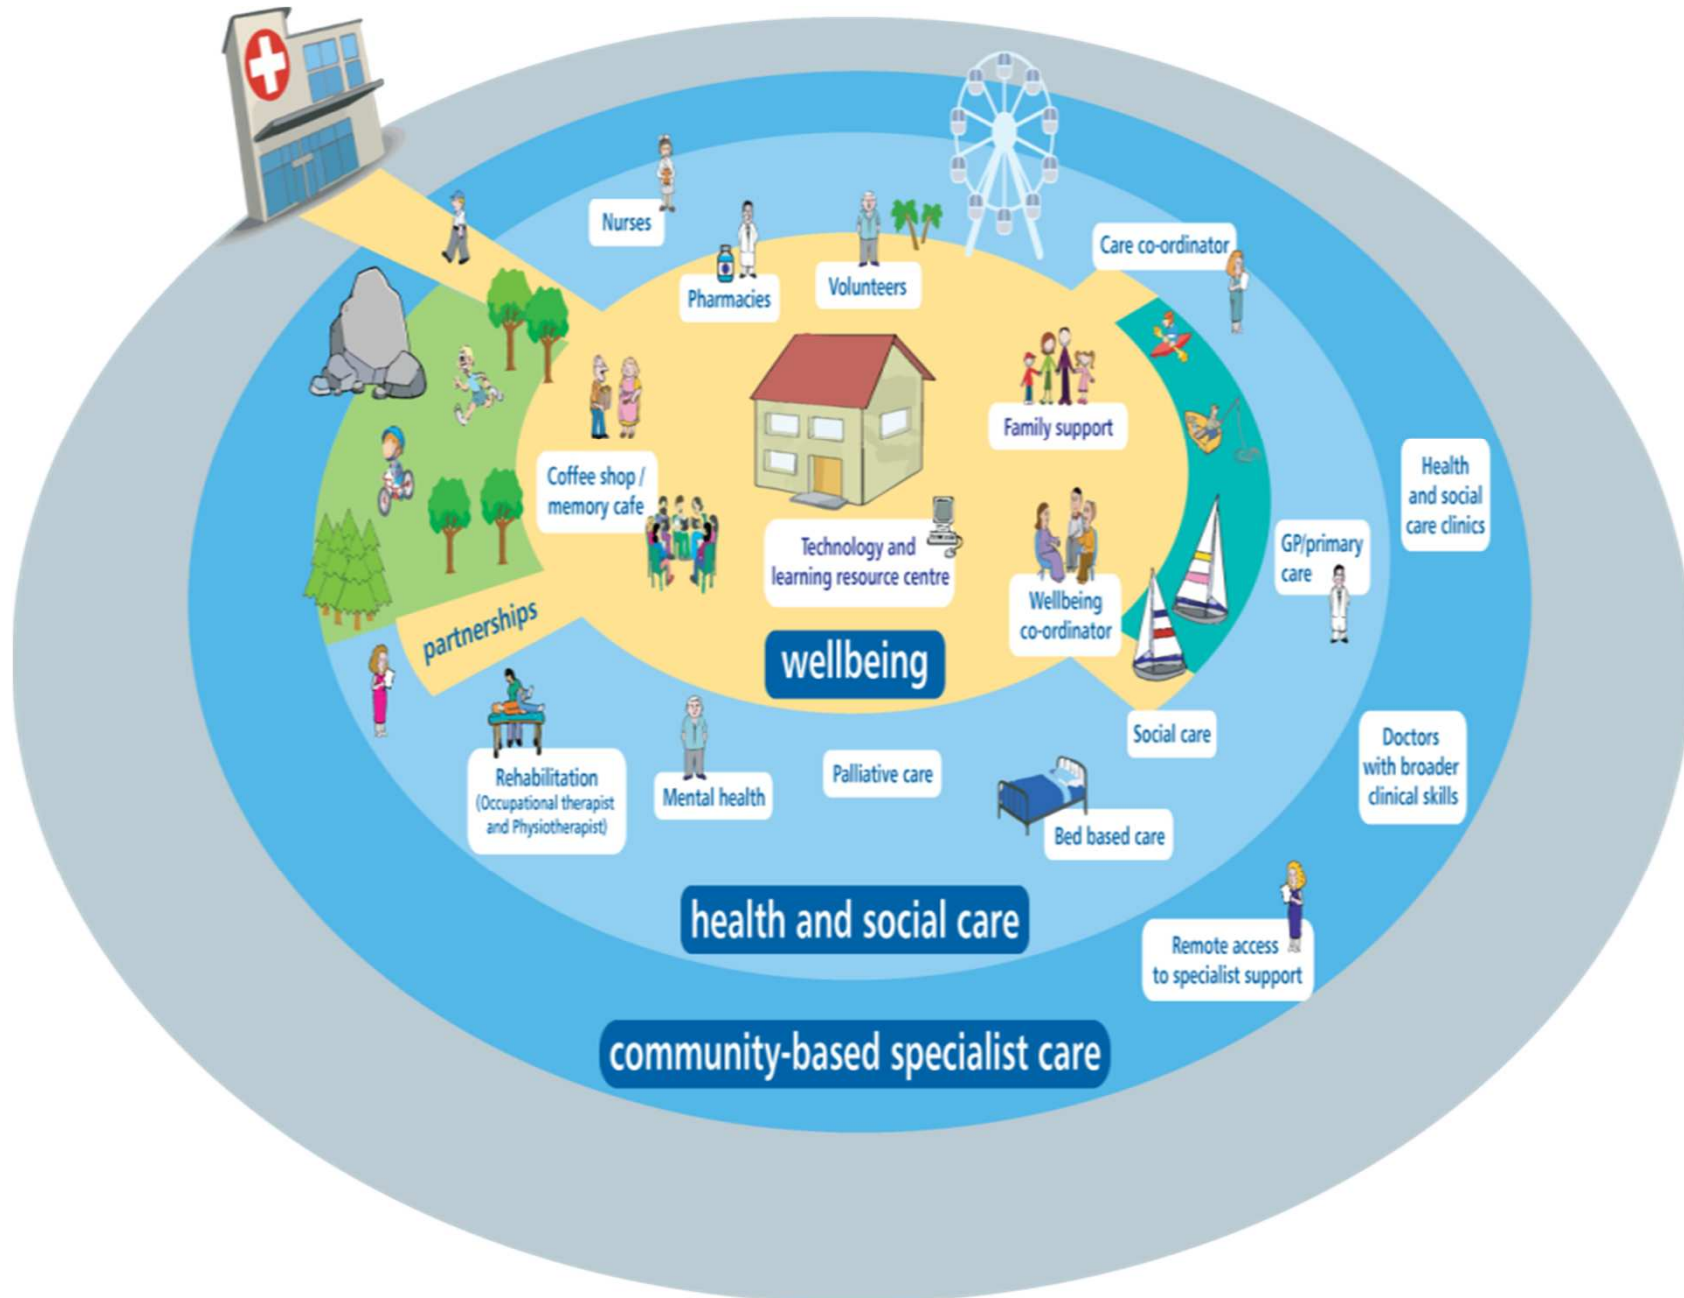 Nurses
Care co-ordinator
Pharmacies
Volunteers
Family support
Coffee shop /
memory cafe
Technology and
learning resource centre
Wellbeing
co-ordinator
GP/primary
care
Health
and social
care clinics
partnerships
wellbeing
Rehabilitation
(Occupational therapist
and Physiotherapist)
Mental health
Palliative care
Social care
Bed based care
Doctors
with broader
clinical skills
health and social care
Remote access
to specialist support
community-based specialist care